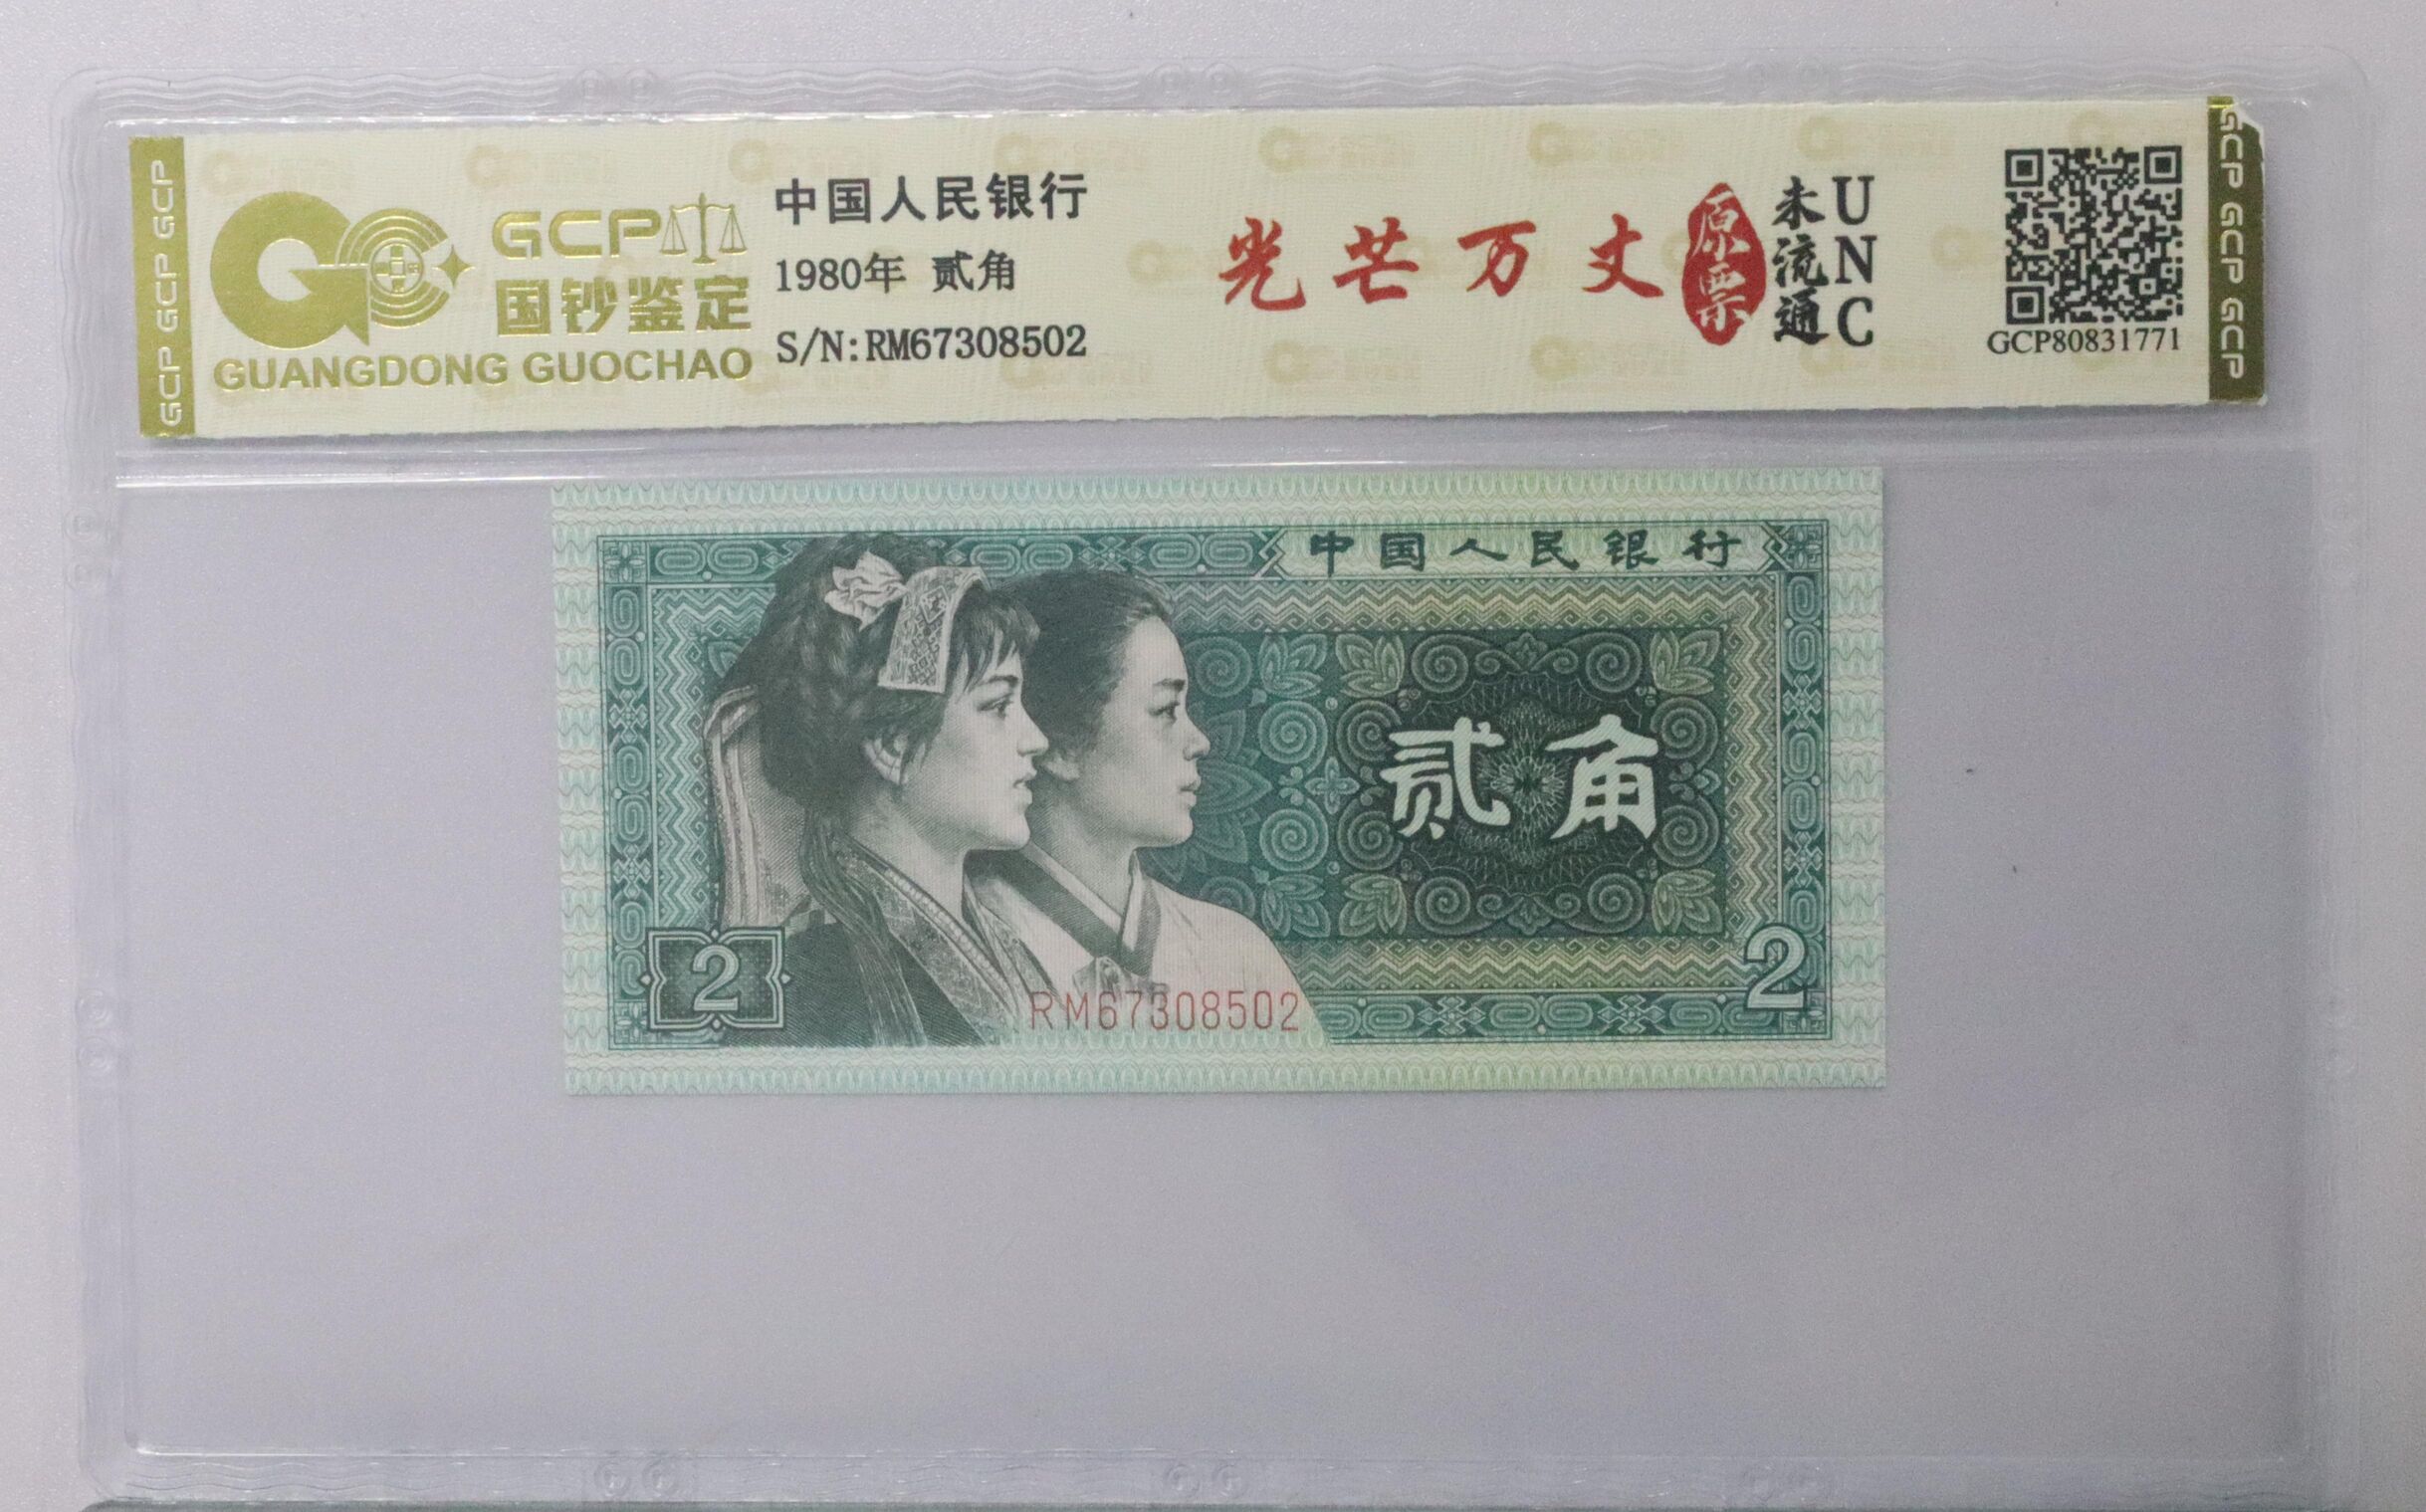 GCP GCP GCP
GCP
国钞鉴定
GUANGDONG GUOCHAO
中国人民银行
1980年 贰角
S/N:RM67308502
光芒万丈
原票
未流通
UNC
GCP80831771
GCP GCP GCP
中国人民银行
贰角
2
RM67308502
2